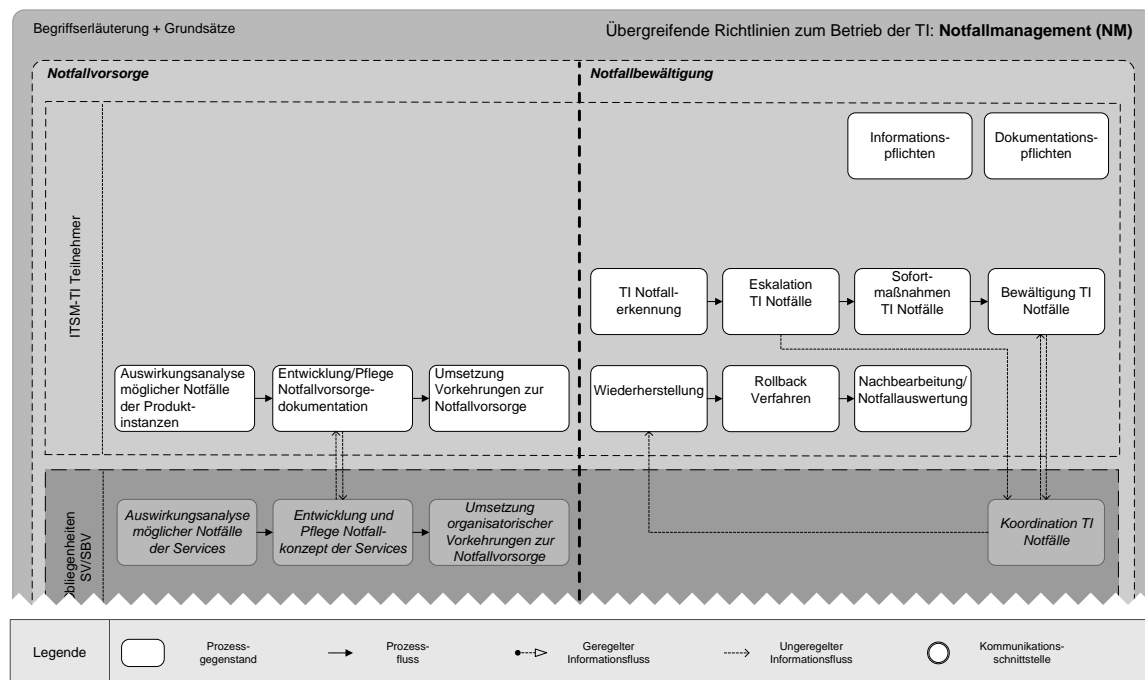 Begriffserläuterung + Grundsätze
Übergreifende Richtlinien zum Betrieb der TI: Notfallmanagement (NM)
Notfallvorsorge
Notfallbewältigung
ITSM-TI Teilnehmer
Informations-
pflichten
Dokumentations-
pflichten
TI Notfall-
erkennung
Eskalation
TI Notfälle
Sofort-
maßnahmen
TI Notfälle
Bewältigung TI
Notfälle
Auswirkungsanalyse
möglicher Notfälle
der Produkt-
instanzen
Entwicklung/Pflege
Notfallvorsorge-
dokumentation
Umsetzung
Vorkehrungen zur
Notfallvorsorge
Wiederherstellung
Rollback
Verfahren
Nachbearbeitung/
Notfallauswertung
bliegenheiten
SV/SBV
Auswirkungsanalyse
möglicher Notfälle
der Services
Entwicklung und
Pflege Notfall-
konzept der Services
Umsetzung
organisatorischer
Vorkehrungen zur
Notfallvorsorge
Koordination TI
Notfälle
Legende
Prozess-
gegenstand
Prozess-
fluss
Geregelter
Informationsfluss
Ungeregelter
Informationsfluss
Kommunikations-
schnittstelle